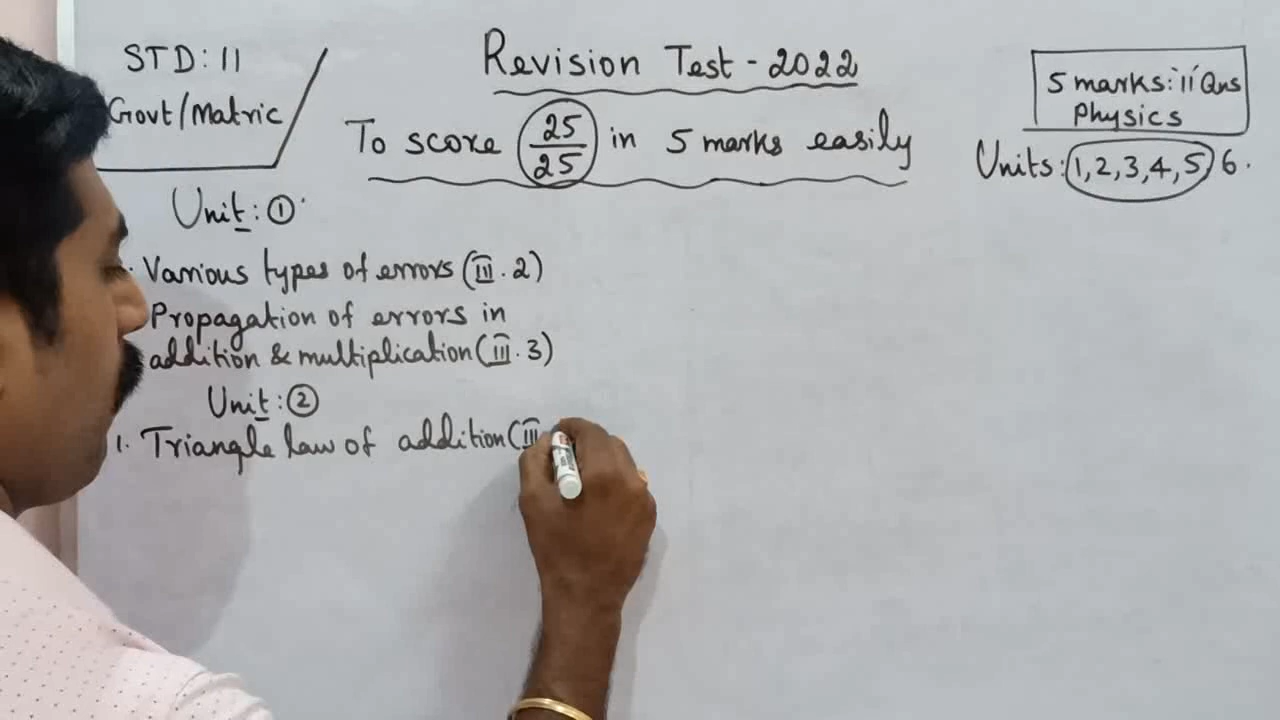 STD: 11
Govt/Matric
Revision Test - 2022
To score 25/25 in 5 marks easily
5 marks: 11 Qns
Physics
Units: 1, 2, 3, 4, 5, 6.
Unit: ①
Various types of errors (III. 2)
Propagation of errors in
addition & multiplication (III. 3)
Unit: ②
1. Triangle law of addition (III